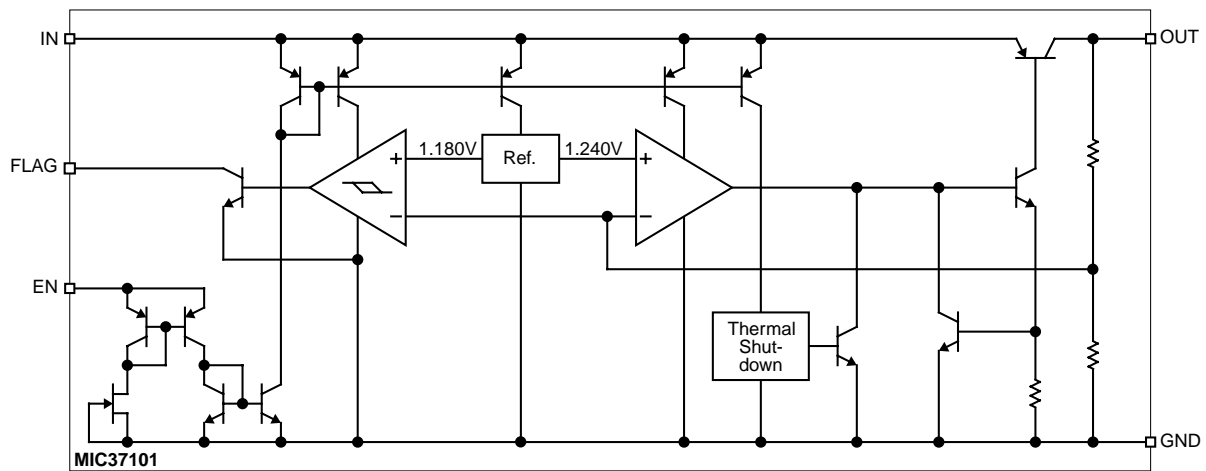 IN
OUT
FLAG
1.180V
Ref.
1.240V
EN
Thermal
Shut-
down
GND
MIC37101